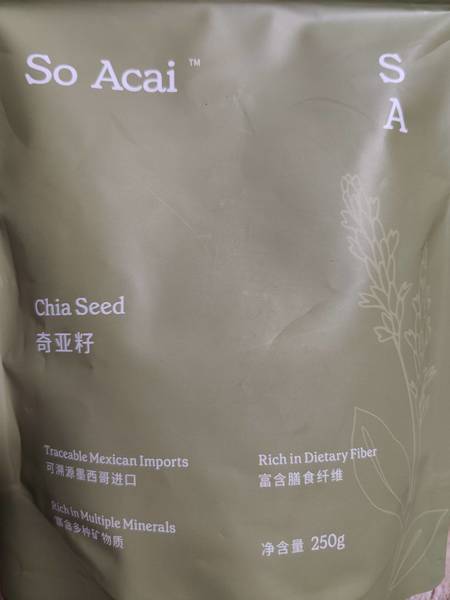 So Acai ™
S
A
Chia Seed
奇亚籽
Traceable Mexican Imports
可溯源墨西哥进口
Rich in Dietary Fiber
富含膳食纤维
Rich in Multiple Minerals
富含多种矿物质
净含量 250g